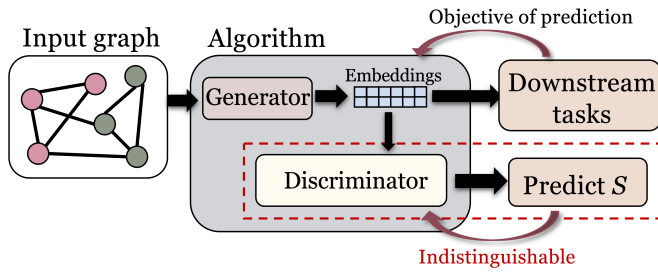 Objective of prediction
Input graph
Algorithm
Generator
Embeddings
Downstream
tasks
Discriminator
Predict S
Indistinguishable